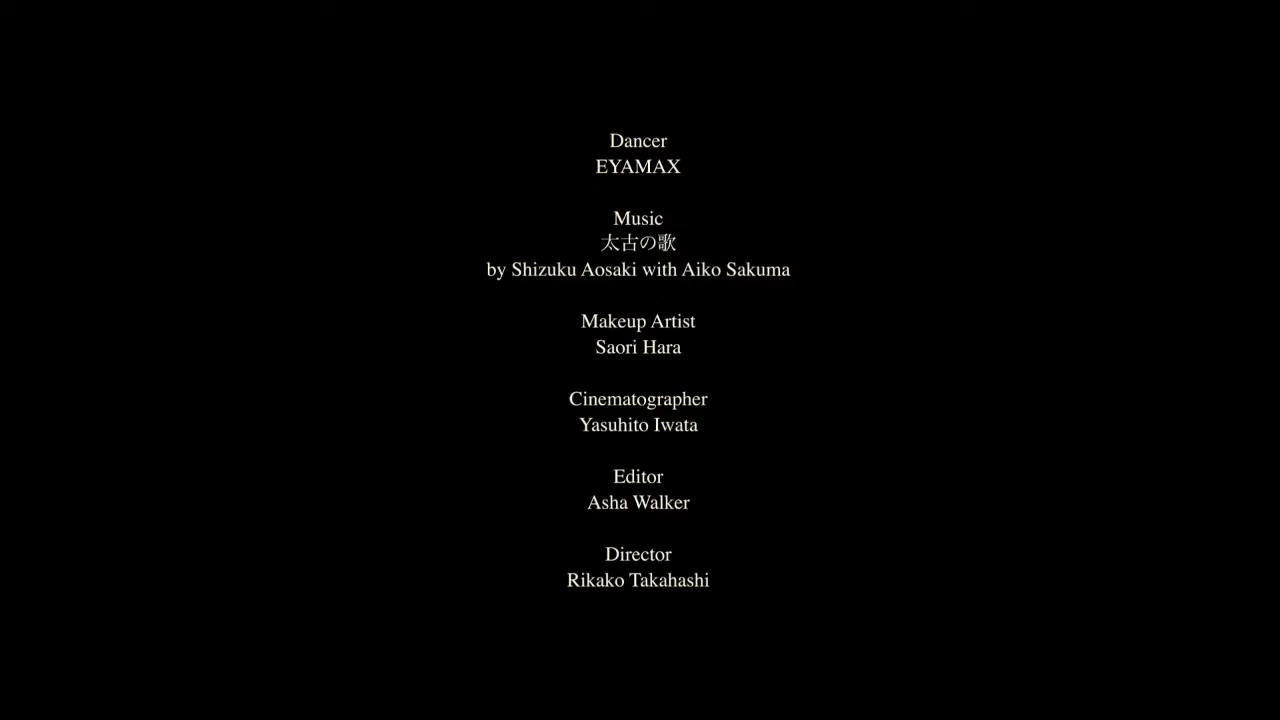 Dancer
EYAMAX
Music
太古の歌
by Shizuku Aosaki with Aiko Sakuma
Makeup Artist
Saori Hara
Cinematographer
Yasuhito Iwata
Editor
Asha Walker
Director
Rikako Takahashi